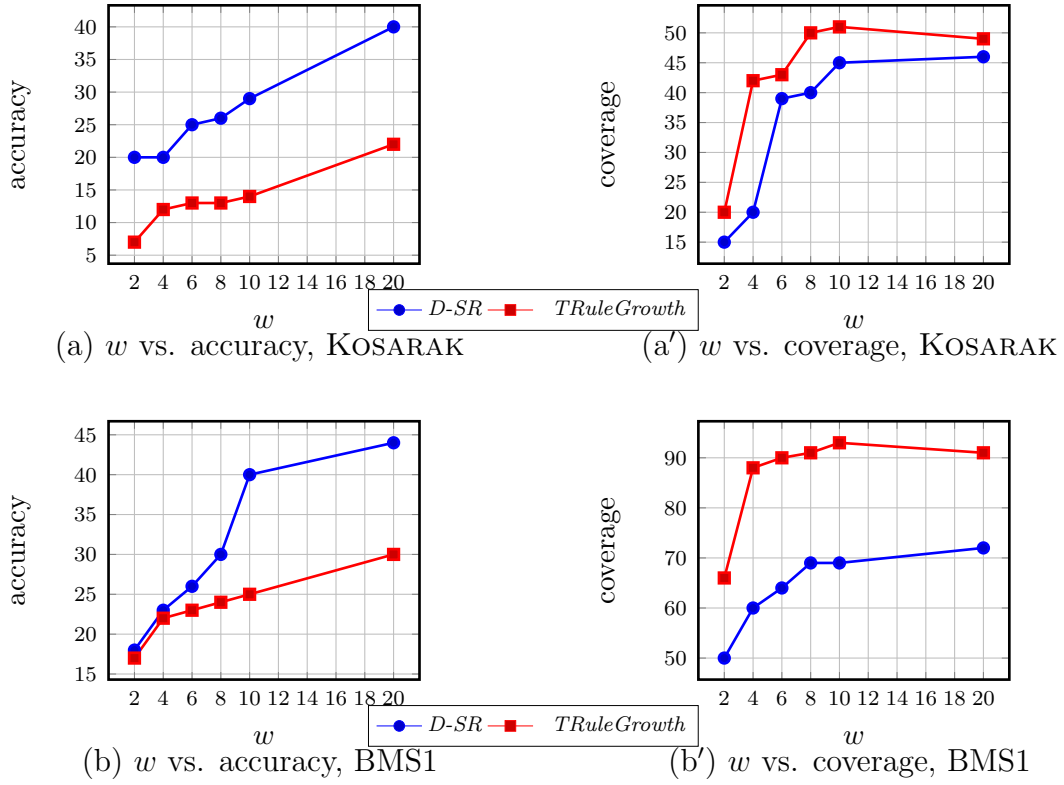 40
35
30
25
20
15
10
5
accuracy
2 4 6 8 10 12 14 16 18 20
w
50
45
40
35
30
25
20
15
coverage
2 4 6 8 10 12 14 16 18 20
w
D-SR TRuleGrowth
(a) w vs. accuracy, KOSARAK
(a′) w vs. coverage, KOSARAK
45
40
35
30
25
20
15
accuracy
2 4 6 8 10 12 14 16 18 20
w
90
80
70
60
50
coverage
2 4 6 8 10 12 14 16 18 20
w
D-SR TRuleGrowth
(b) w vs. accuracy, BMS1
(b′) w vs. coverage, BMS1